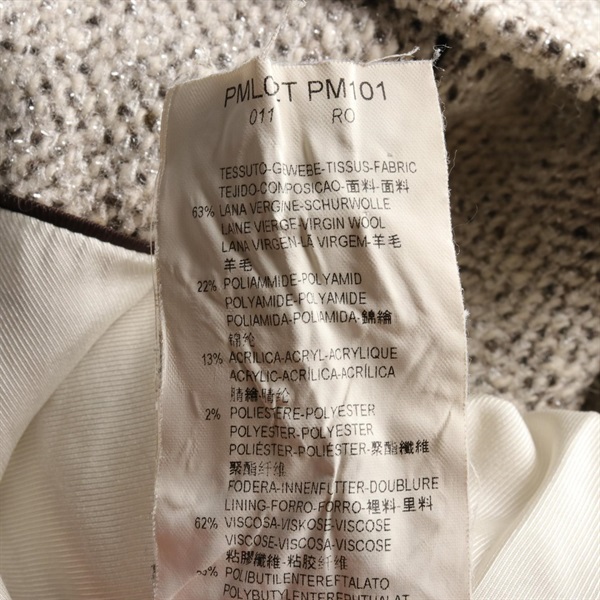 PMLOT PM101
011 RO
TESSUTO-GEWEBE-TISSUS-FABRIC
TEJIDO-COMPOSICAO-面料-面料
63% LANA VERGINE-SCHURWOLLE
LAINE VIERGE-VIRGIN WOOL
LANA VIRGEN-LÃ VIRGEM-羊毛
羊毛
22% POLIAMMIDE-POLYAMID
POLYAMIDE-POLYAMIDE
POLIAMIDA-POLIAMIDA-錦綸
锦纶
13% ACRILICA-ACRYL-ACRYLIQUE
ACRYLIC-ACRÍLICA-ACRÍLICA
腈綸-腈纶
2% POLIESTERE-POLYESTER
POLYESTER-POLYESTER
POLIÉSTER-POLIÉSTER-聚酯纖維
聚酯纤维
FODERA-INNENFUTTER-DOUBLURE
LINING-FORRO-FORRO-裡料-里料
62% VISCOSA-VISKOSE-VISCOSE
VISCOSE-VISCOSA-VISCOSE
粘膠纖維-粘胶纤维
POLIBUTILENTEREFTALATO
POLYBUTYLENTEREPHTHALAT